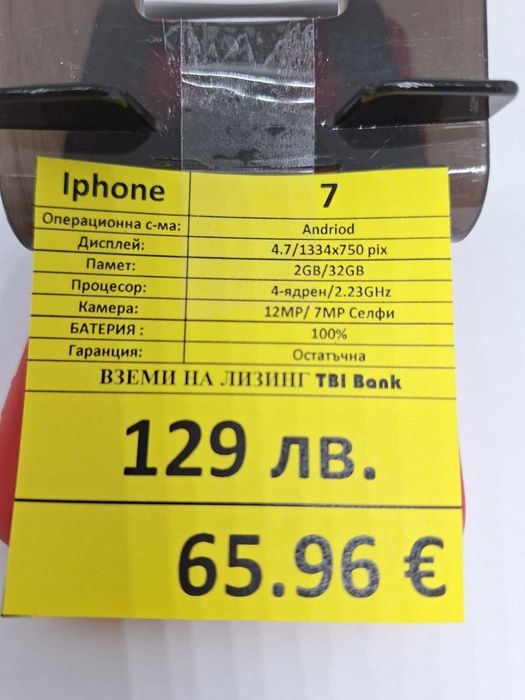 Iphone 7
Операционна с-ма: Andriod
Дисплей: 4.7/1334x750 pix
Памет: 2GB/32GB
Процесор: 4-ядрен/2.23GHz
Камера: 12MP/ 7MP Селфи
БАТЕРИЯ : 100%
Гаранция: Остатъчна
ВЗЕМИ НА ЛИЗИНГ TBI Bank
129 лв.
65.96 €